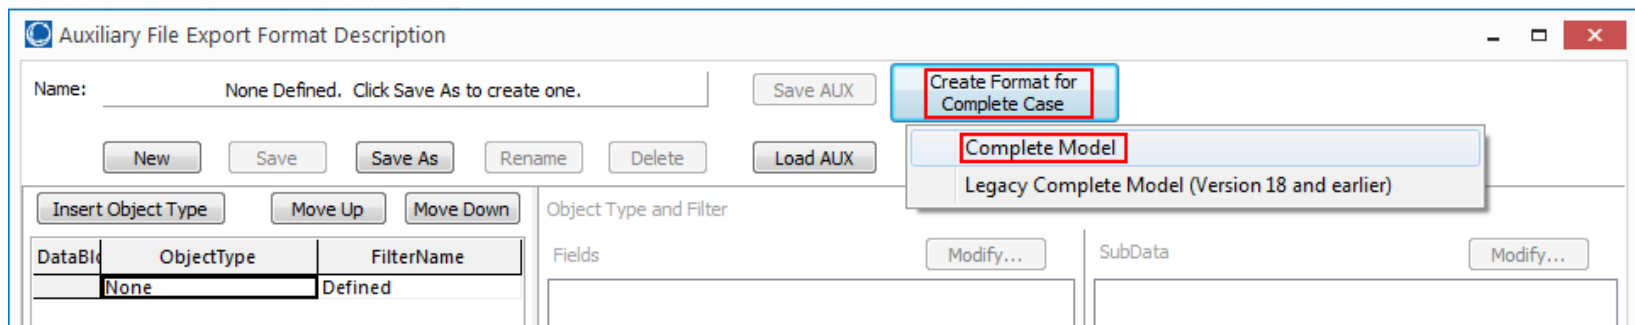 Auxiliary File Export Format Description
Name:
None Defined.  Click Save As to create one.
Save AUX
Create Format for
Complete Case
New
Save
Save As
Rename
Delete
Load AUX
Complete Model
Legacy Complete Model (Version 18 and earlier)
Insert Object Type
Move Up
Move Down
Object Type and Filter
DataBlo
ObjectType
FilterName
Fields
Modify...
SubData
Modify...
None
Defined